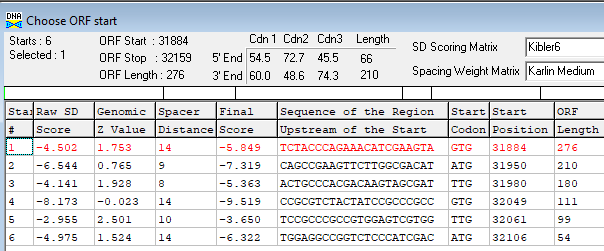 DNA Choose ORF start
Starts : 6 ORF Start : 31884 Cdn 1 Cdn2 Cdn3 Length SD Scoring Matrix Kibler6
Selected : 1 ORF Stop : 32159 5' End 54.5 72.7 45.5 66
ORF Length : 276 3' End 60.0 48.6 74.3 210 Spacing Weight Matrix Karlin Medium
Star Raw SD Genomic Spacer Final Sequence of the Region Start Start ORF
# Score Z Value Distance Score Upstream of the Start Codon Position Length
1 -4.502 1.753 14 -5.849 TCTACCCAGAAACATCGAAGTA GTG 31884 276
2 -6.544 0.765 9 -7.319 CAGCCGAAGTTCTTGGCGACAT ATG 31950 210
3 -4.141 1.928 8 -5.363 ACTGCCCACGACAAGTAGCGAT TTG 31980 180
4 -8.173 -0.023 14 -9.519 CCGCGTCTACTATCCGCCCGCC GTG 32049 111
5 -2.955 2.501 10 -3.650 TCCGCCCGCCGTGGAGTCGTGG TTG 32061 99
6 -4.975 1.524 14 -6.322 TGGAGGCCGGTCTCCCATCGAC ATG 32106 54